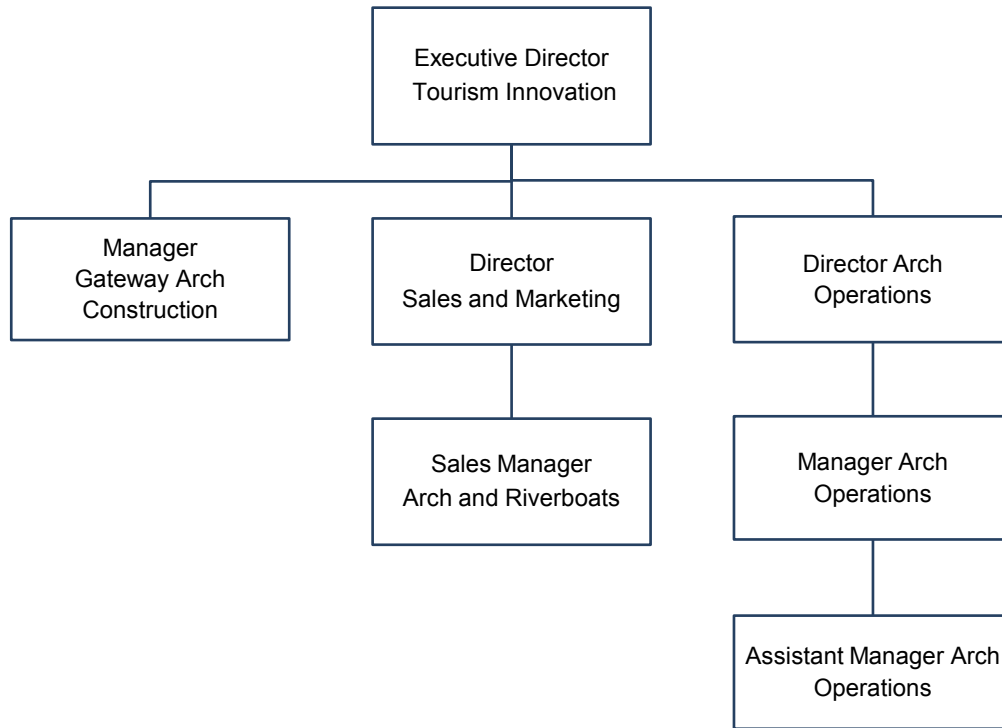 Executive Director
Tourism Innovation
Manager
Gateway Arch
Construction
Director
Sales and Marketing
Director Arch
Operations
Sales Manager
Arch and Riverboats
Manager Arch
Operations
Assistant Manager Arch
Operations